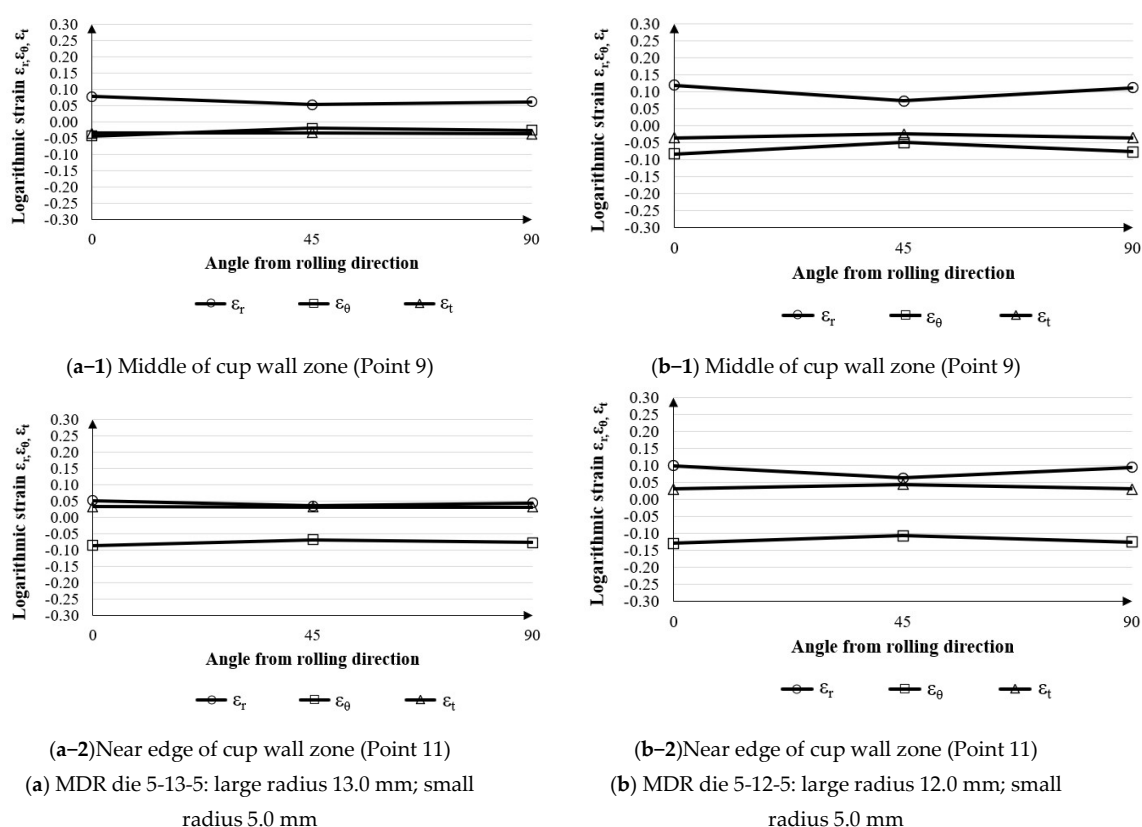 Logarithmic strain εr,εθ, εt
0.30
0.25
0.20
0.15
0.10
0.05
0.00
-0.05
-0.10
-0.15
-0.20
-0.25
-0.30
0 45 90
Angle from rolling direction
εr εθ εt
(a−1) Middle of cup wall zone (Point 9)
Logarithmic strain εr,εθ, εt
0.30
0.25
0.20
0.15
0.10
0.05
0.00
-0.05
-0.10
-0.15
-0.20
-0.25
-0.30
0 45 90
Angle from rolling direction
εr εθ εt
(b−1) Middle of cup wall zone (Point 9)
Logarithmic strain εr,εθ, εt
0.30
0.25
0.20
0.15
0.10
0.05
0.00
-0.05
-0.10
-0.15
-0.20
-0.25
-0.30
0 45 90
Angle from rolling direction
εr εθ εt
(a−2)Near edge of cup wall zone (Point 11)
(a) MDR die 5-13-5: large radius 13.0 mm; small
radius 5.0 mm
Logarithmic strain εr,εθ, εt
0.30
0.25
0.20
0.15
0.10
0.05
0.00
-0.05
-0.10
-0.15
-0.20
-0.25
-0.30
0 45 90
Angle from rolling direction
εr εθ εt
(b−2)Near edge of cup wall zone (Point 11)
(b) MDR die 5-12-5: large radius 12.0 mm; small
radius 5.0 mm